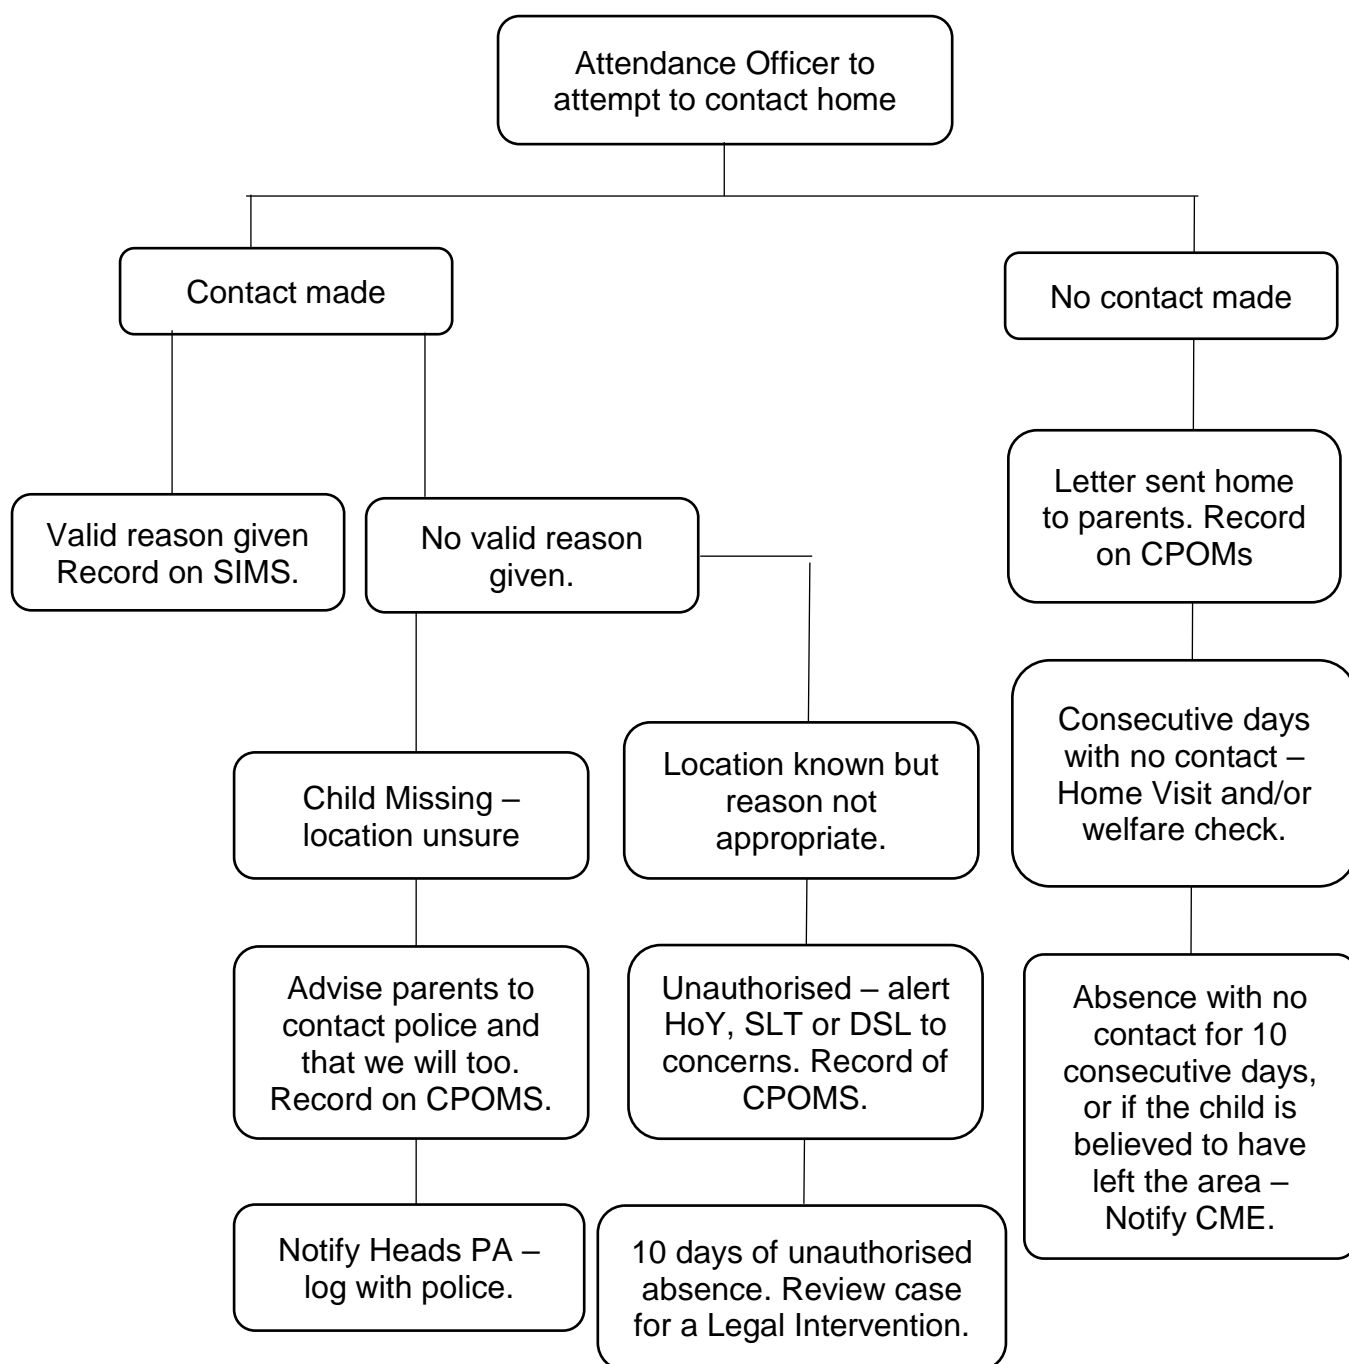 Attendance Officer to
attempt to contact home
Contact made
No contact made
Valid reason given
Record on SIMS.
No valid reason
given.
Letter sent home
to parents. Record
on CPOMs
Child Missing –
location unsure
Location known but
reason not
appropriate.
Consecutive days
with no contact –
Home Visit and/or
welfare check.
Advise parents to
contact police and
that we will too.
Record on CPOMS.
Unauthorised – alert
HoY, SLT or DSL to
concerns. Record of
CPOMS.
Absence with no
contact for 10
consecutive days,
or if the child is
believed to have
left the area –
Notify CME.
Notify Heads PA –
log with police.
10 days of unauthorised
absence. Review case
for a Legal Intervention.